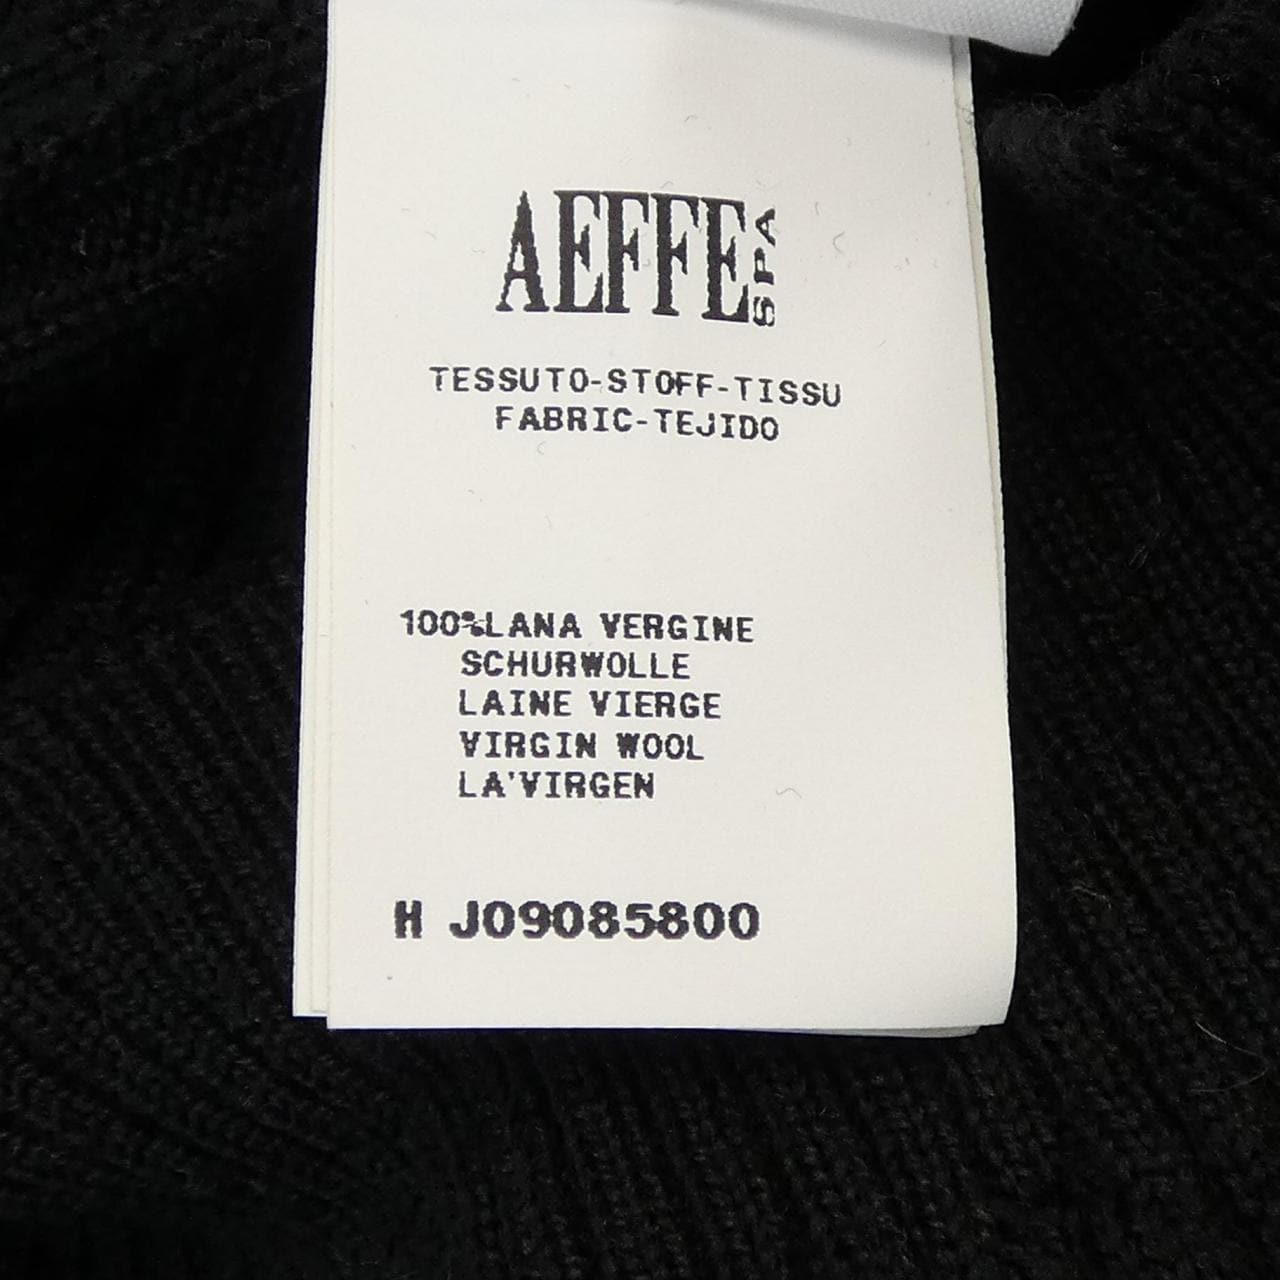 AEFFE SPA
TESSUTO-STOFF-TISSU
FABRIC-TEJIDO
100%LANA VERGINE
SCHURWOLLE
LAINE VIERGE
VIRGIN WOOL
LA'VIRGEN
H J09085800